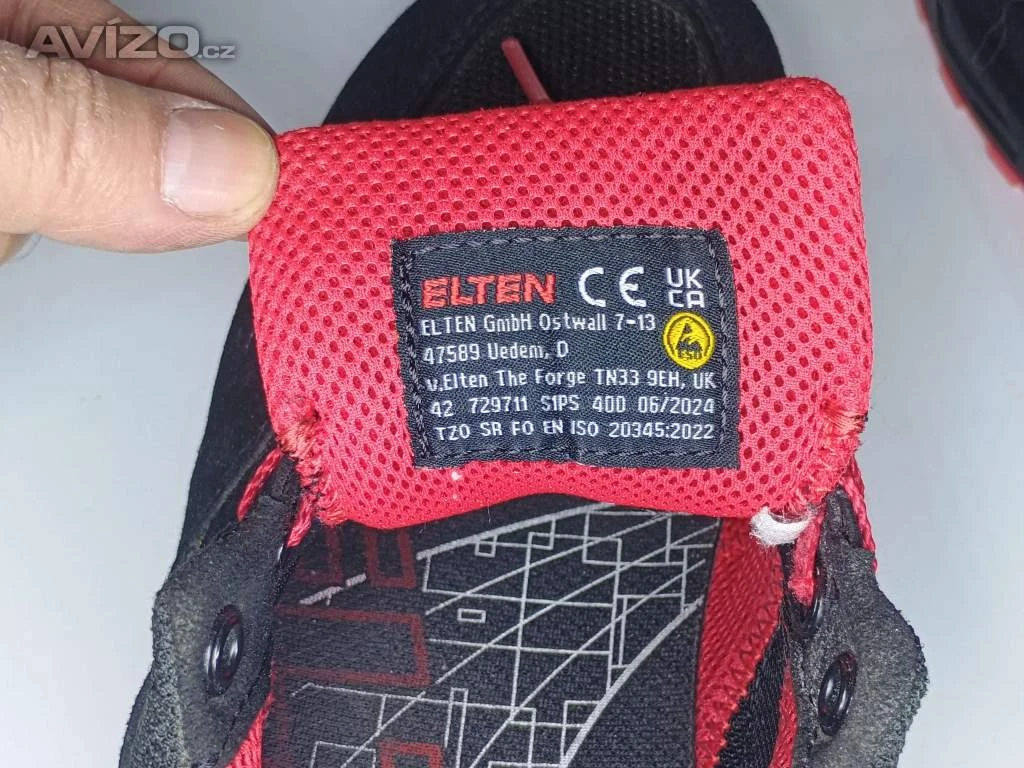 AVÍZO.cz
ELTEN CE UK CA
ELTEN GmbH Ostwall 7-13
ESD
47589 Uedem, D
v.Elten The Forge TN33 9EH, UK
42 729711 S1PS 400 06/2024
TZO SR FO EN ISO 20345:2022